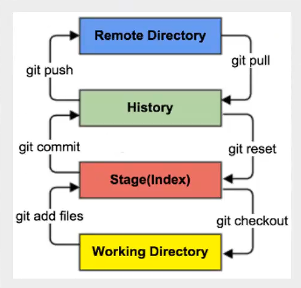 Remote Directory
git push
git pull
History
git commit
git reset
Stage(Index)
git add files
git checkout
Working Directory